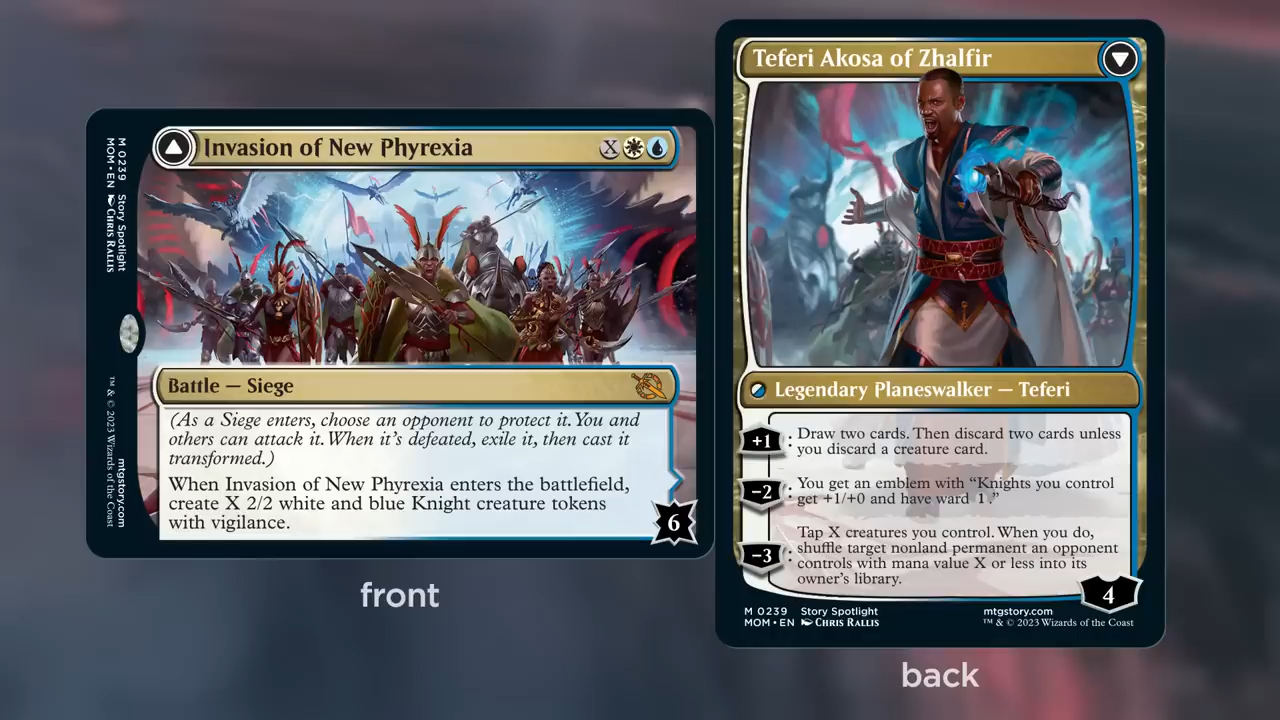 Invasion of New Phyrexia
X
Battle — Siege
(As a Siege enters, choose an opponent to protect it. You and
others can attack it. When it's defeated, exile it, then cast it
transformed.)
When Invasion of New Phyrexia enters the battlefield,
create X 2/2 white and blue Knight creature tokens
with vigilance.
6
M 0239 Story Spotlight
MOM • EN CHRIS RALLIS
mtgstory.com
™ & © 2023 Wizards of the Coast
front
Teferi Akosa of Zhalfir
Legendary Planeswalker — Teferi
+1 : Draw two cards. Then discard two cards unless
you discard a creature card.
−2 : You get an emblem with “Knights you control
get +1/+0 and have ward 1.”
−3 : Tap X creatures you control. When you do,
shuffle target nonland permanent an opponent
controls with mana value X or less into its
owner's library.
4
M 0239 Story Spotlight mtgstory.com
MOM • EN CHRIS RALLIS ™ & © 2023 Wizards of the Coast
back